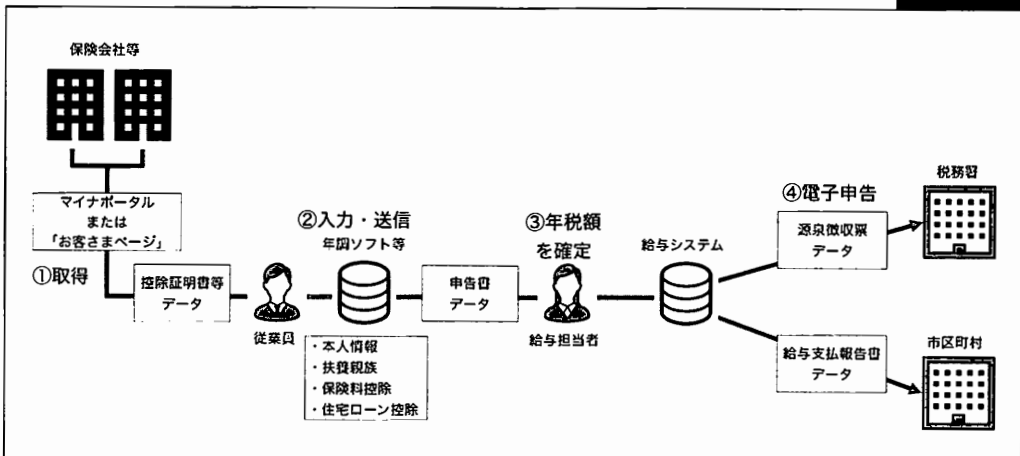 保険会社等
マイナポータル
または
「お客さまページ」
①取得
控除証明書等
データ
従業員
②入力・送信
年調ソフト等
・本人情報
・扶養親族
・保険料控除
・住宅ローン控除
申告書
データ
③年税額
を確定
給与担当者
給与システム
④電子申告
源泉徴収票
データ
税務署
給与支払報告書
データ
市区町村